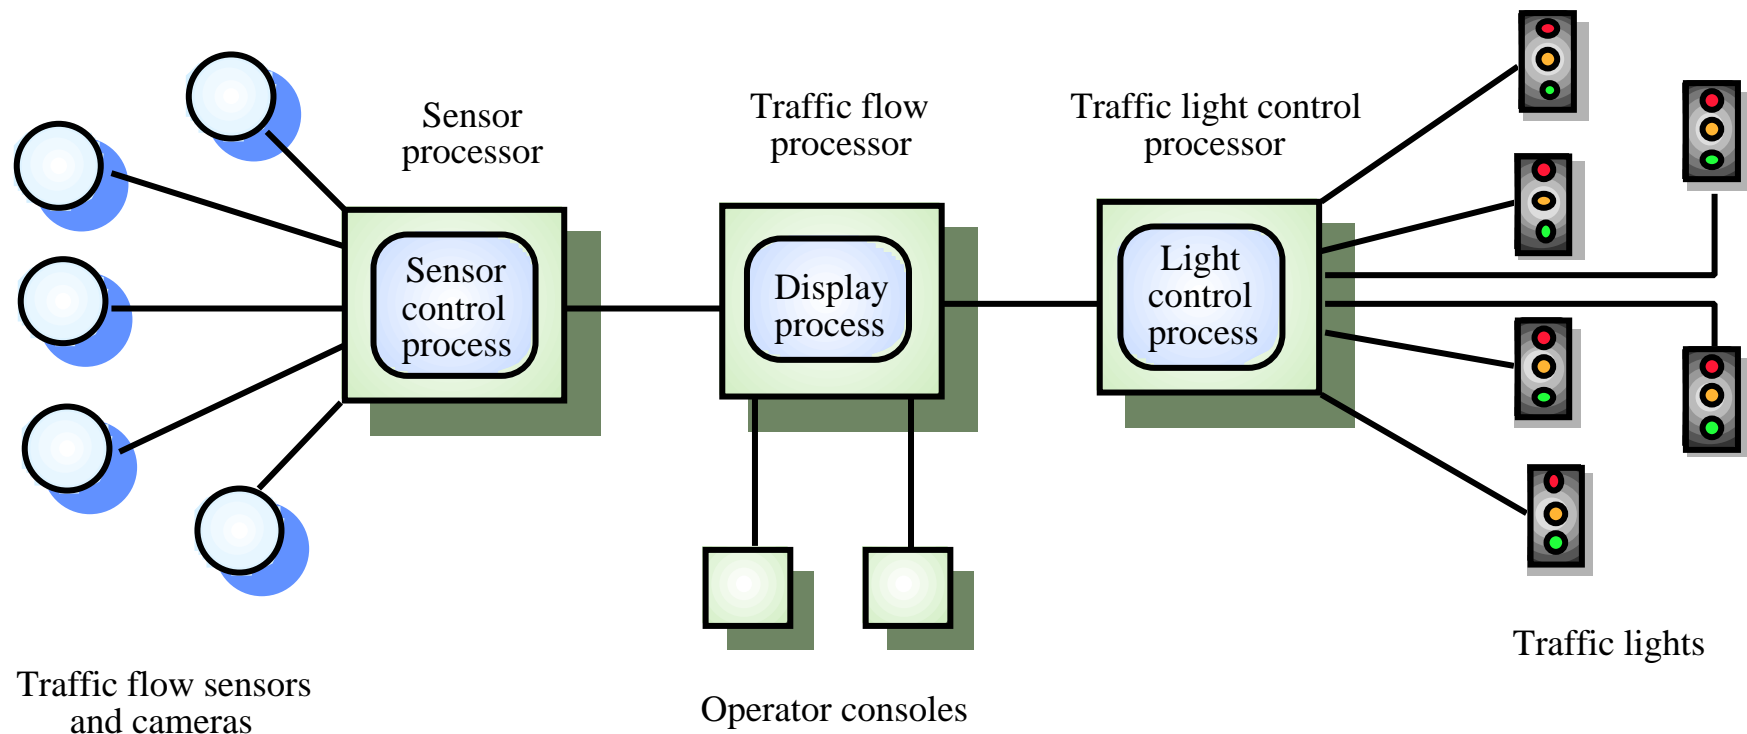 Sensor
processor
Traffic flow
processor
Traffic light control
processor
Sensor
control
process
Display
process
Light
control
process
Traffic flow sensors
and cameras
Operator consoles
Traffic lights